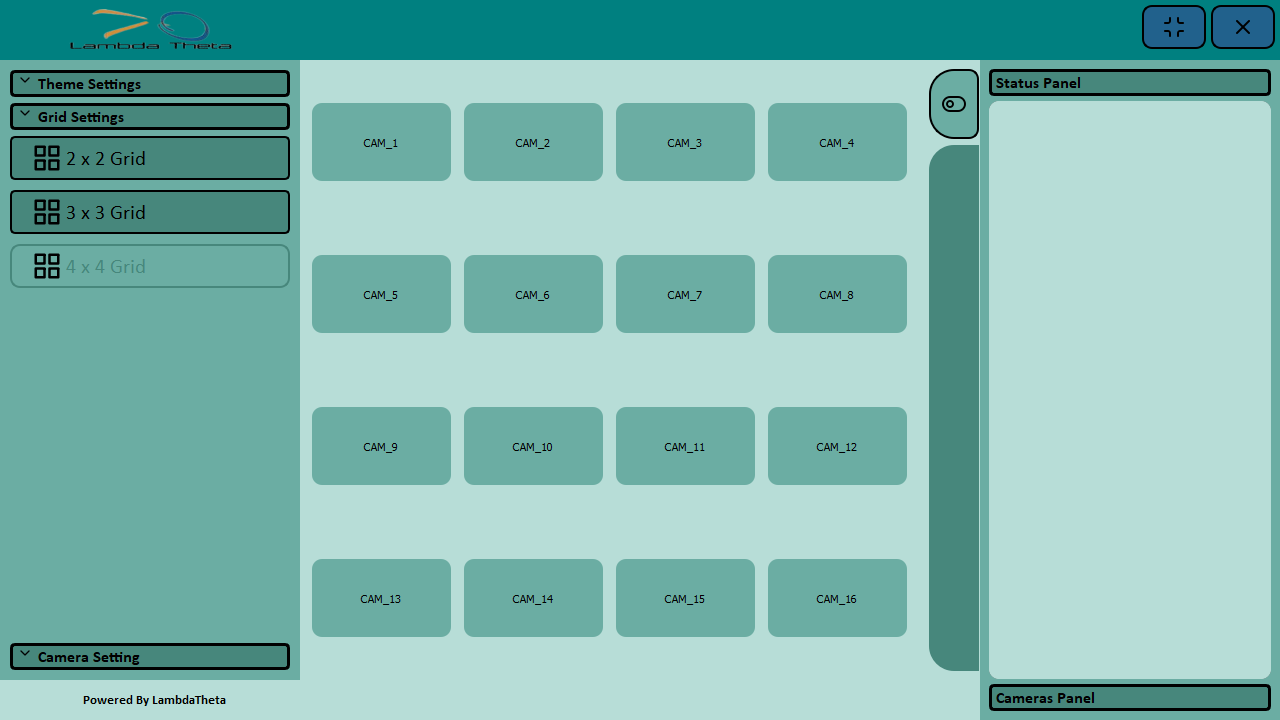 Lambda Theta
Theme Settings
Grid Settings
2 x 2 Grid
3 x 3 Grid
4 x 4 Grid
Camera Setting
Powered By LambdaTheta
CAM_1 CAM_2 CAM_3 CAM_4
CAM_5 CAM_6 CAM_7 CAM_8
CAM_9 CAM_10 CAM_11 CAM_12
CAM_13 CAM_14 CAM_15 CAM_16
Status Panel
Cameras Panel